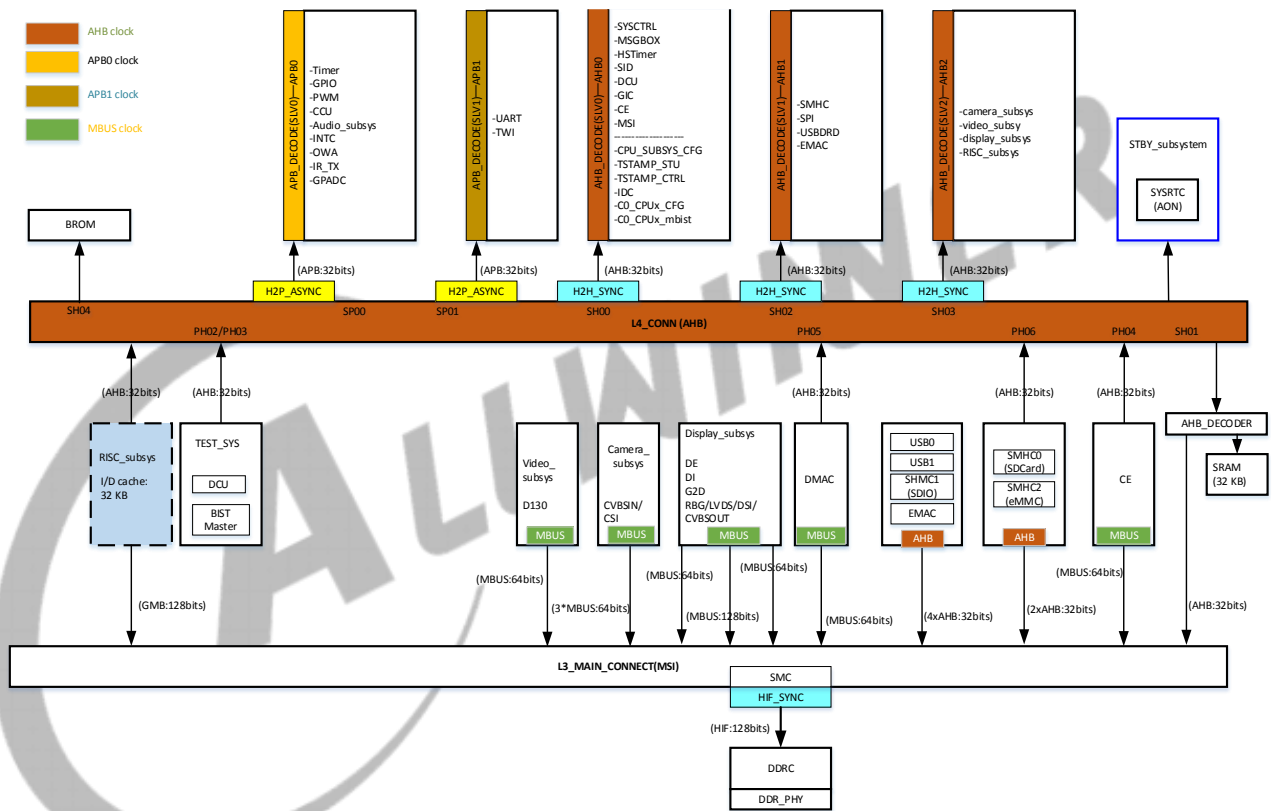 AHB clock
APB0 clock
APB1 clock
MBUS clock
APB_DECODE(SLV0)—APB0
-Timer
-GPIO
-PWM
-CCU
-Audio_subsys
-INTC
-OWA
-IR_TX
-GPADC
APB_DECODE(SLV1)—APB1
-UART
-TWI
AHB_DECODE(SLV0)—AHB0
-SYSCTRL
-MSGBOX
-HSTimer
-SID
-DCU
-GIC
-CE
-MSI
--------------------
-CPU_SUBSYS_CFG
-TSTAMP_STU
-TSTAMP_CTRL
-IDC
-C0_CPUx_CFG
-C0_CPUx_mbist
AHB_DECODE(SLV1)—AHB1
-SMHC
-SPI
-USBDRD
-EMAC
AHB_DECODE(SLV2)—AHB2
-camera_subsys
-video_subsy
-display_subsys
-RISC_subsys
STBY_subsystem
SYSRTC
(AON)
BROM
(APB:32bits)
(APB:32bits)
(AHB:32bits)
(AHB:32bits)
(AHB:32bits)
H2P_ASYNC
H2P_ASYNC
H2H_SYNC
H2H_SYNC
H2H_SYNC
SH04
SP00
SP01
SH00
SH02
SH03
L4_CONN (AHB)
PH02/PH03
PH05
PH06
PH04
SH01
(AHB:32bits)
(AHB:32bits)
(AHB:32bits)
(AHB:32bits)
(AHB:32bits)
RISC_subsys
I/D cache:
32 KB
TEST_SYS
DCU
BIST
Master
Video_
subsys
D130
MBUS
Camera_
subsys
CVBSIN/
CSI
MBUS
Display_subsys
DE
DI
G2D
RBG/LVDS/DSI/
CVBSOUT
MBUS
DMAC
MBUS
USB0
USB1
SHMC1
(SDIO)
EMAC
AHB
SMHC0
(SDCard)
SMHC2
(eMMC)
AHB
CE
MBUS
AHB_DECODER
SRAM
(32 KB)
(GMB:128bits)
(MBUS:64bits)
(3*MBUS:64bits)
(MBUS:64bits)
(MBUS:128bits)
(MBUS:64bits)
(MBUS:64bits)
(4xAHB:32bits)
(2xAHB:32bits)
(MBUS:64bits)
(AHB:32bits)
L3_MAIN_CONNECT(MSI)
SMC
HIF_SYNC
(HIF:128bits)
DDRC
DDR_PHY
ALLWINNER